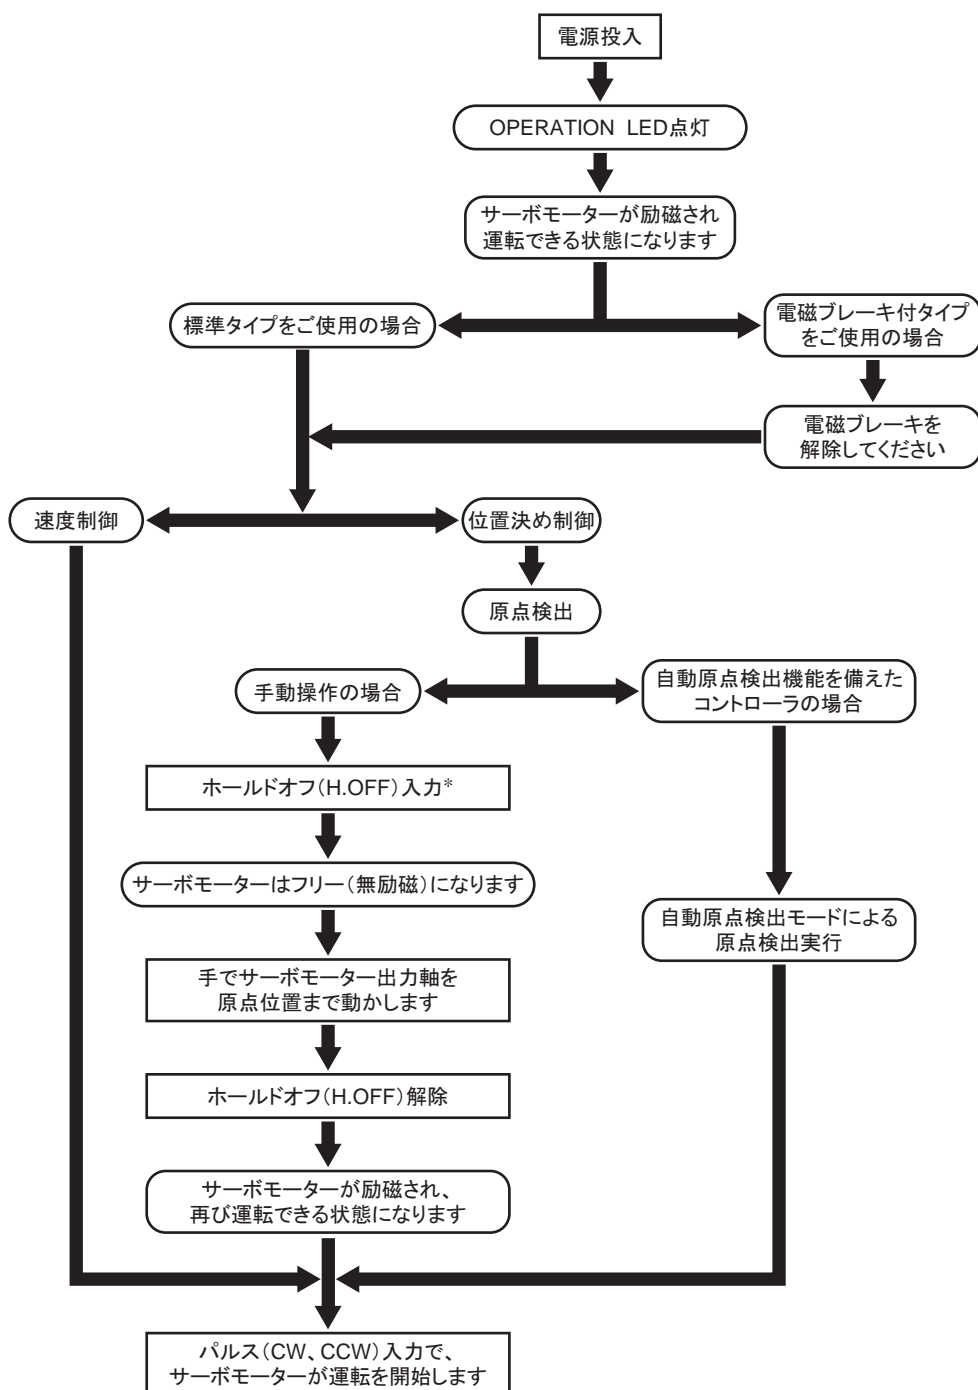 電源投入
OPERATION LED点灯
サーボモーターが励磁され
運転できる状態になります
標準タイプをご使用の場合
電磁ブレーキ付タイプ
をご使用の場合
電磁ブレーキを
解除してください
速度制御
位置決め制御
原点検出
手動操作の場合
自動原点検出機能を備えた
コントローラの場合
ホールドオフ(H.OFF)入力*
サーボモーターはフリー(無励磁)になります
自動原点検出モードによる
原点検出実行
手でサーボモーター出力軸を
原点位置まで動かします
ホールドオフ(H.OFF)解除
サーボモーターが励磁され、
再び運転できる状態になります
パルス(CW、CCW)入力で、
サーボモーターが運転を開始します